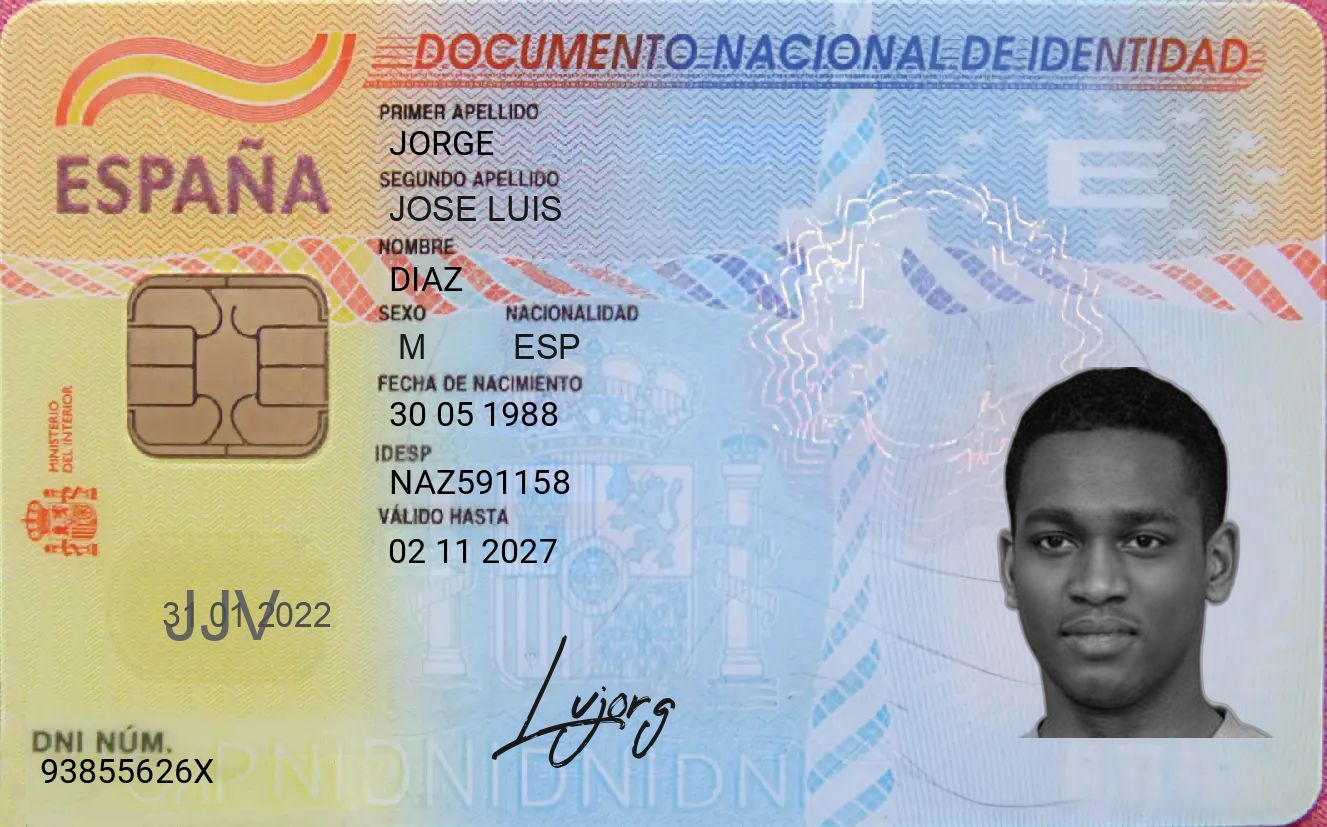 DOCUMENTO NACIONAL DE IDENTIDAD
ESPAÑA
PRIMER APELLIDO
JORGE
SEGUNDO APELLIDO
JOSE LUIS
NOMBRE
DIAZ
SEXO NACIONALIDAD
M ESP
FECHA DE NACIMIENTO
30 05 1988
IDESP
NAZ591158
VÁLIDO HASTA
02 11 2027
MINISTERIO
DEL INTERIOR
E
31 01 2022
JJV
Lujorg
DNI NÚM.
93855626X
DNIDNIDNIDNI